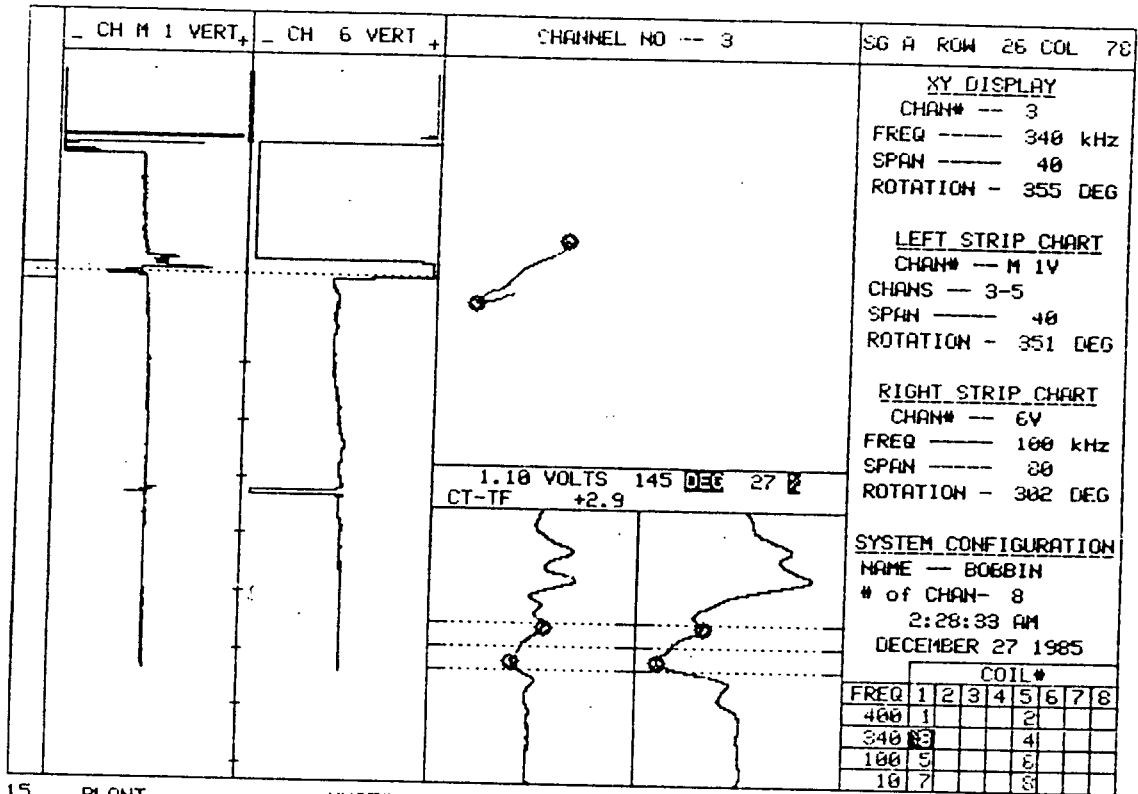 _ CH M 1 VERT +
_ CH 6 VERT +
CHANNEL NO -- 3
SG A ROW 26 COL 78
XY DISPLAY
CHAN# -- 3
FREQ ----- 340 kHz
SPAN ----- 40
ROTATION - 355 DEG
LEFT STRIP CHART
CHAN# -- M 1V
CHANS -- 3-5
SPAN ----- 40
ROTATION - 351 DEG
RIGHT STRIP CHART
CHAN# -- 6V
FREQ ----- 100 kHz
SPAN ----- 80
ROTATION - 302 DEG
1.10 VOLTS 145 DEG 27 %
CT-TF +2.9
SYSTEM CONFIGURATION
NAME -- BOBBIN
# of CHAN- 8
2:28:33 AM
DECEMBER 27 1985
COIL#
FREQ 1 2 3 4 5 6 7 8
400 1 2
340 *3 4
100 5 6
10 7 8
15 PLANT